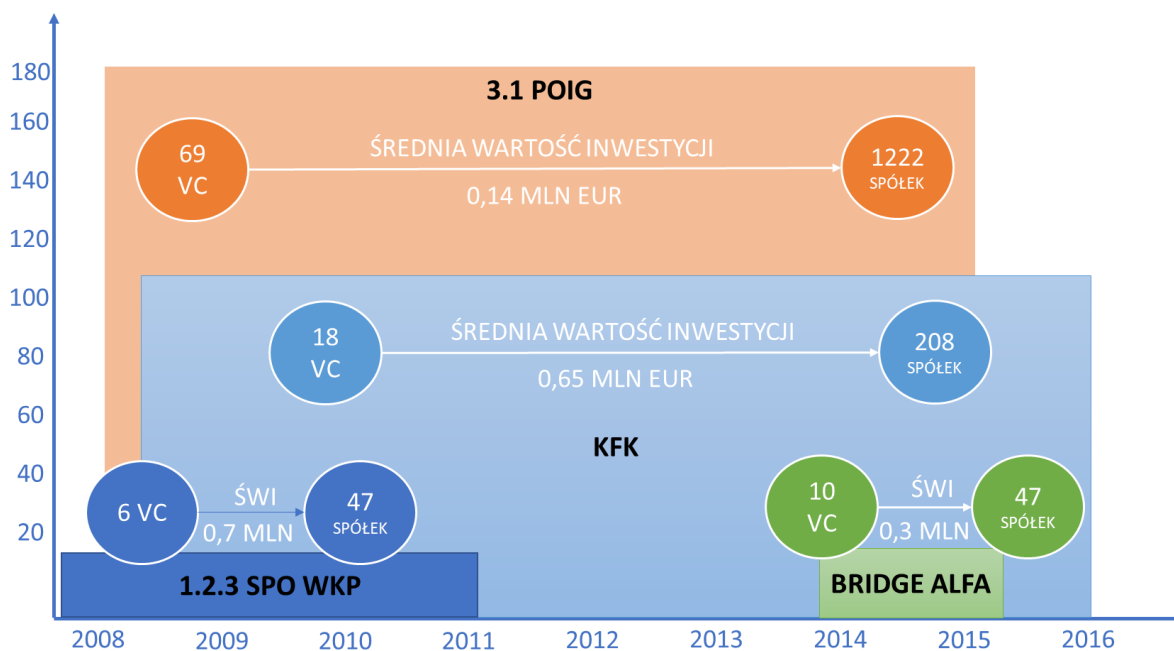 180
3.1 POIG
160
69
VC
ŚREDNIA WARTOŚĆ INWESTYCJI
0,14 MLN EUR
1222
SPÓŁEK
140
120
100
18
VC
ŚREDNIA WARTOŚĆ INWESTYCJI
0,65 MLN EUR
208
SPÓŁEK
80
60
KFK
40
6 VC
ŚWI
0,7 MLN
47
SPÓŁEK
10
VC
ŚWI
0,3 MLN
47
SPÓŁEK
20
1.2.3 SPO WKP
BRIDGE ALFA
2008 2009 2010 2011 2012 2013 2014 2015 2016